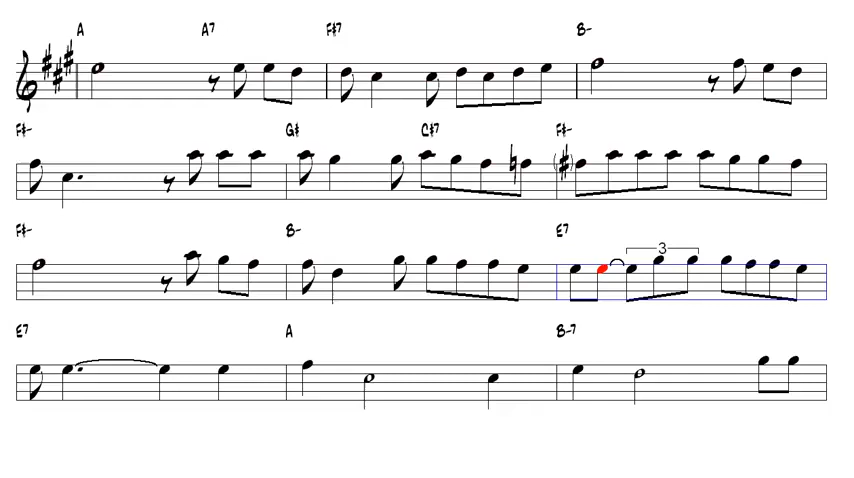 A A7 F#7 B-
F#- G# C#7 F#-
F#- B- E7
3
E7 A B-7